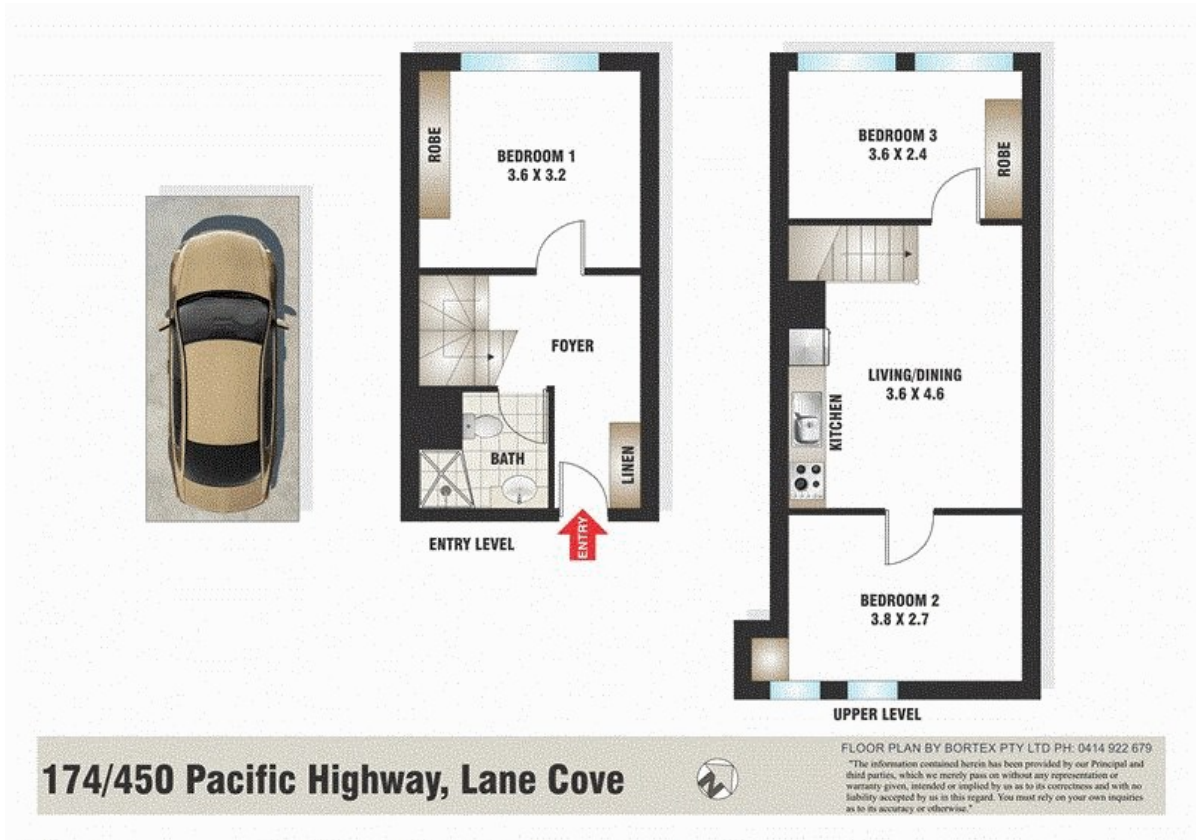 ROBE
BEDROOM 1
3.6 X 3.2
FOYER
BATH
LINEN
ENTRY LEVEL
ENTRY
BEDROOM 3
3.6 X 2.4
ROBE
LIVING/DINING
3.6 X 4.6
KITCHEN
BEDROOM 2
3.8 X 2.7
UPPER LEVEL
174/450 Pacific Highway, Lane Cove
N
FLOOR PLAN BY BORTEX PTY LTD PH: 0414 922 679
"The information contained herein has been provided by our Principal and
third parties, which we merely pass on without any representation or
warranty given, intended or implied by us as to its correctness and with no
liability accepted by us in this regard. You must rely on your own inquiries
as to its accuracy or otherwise."